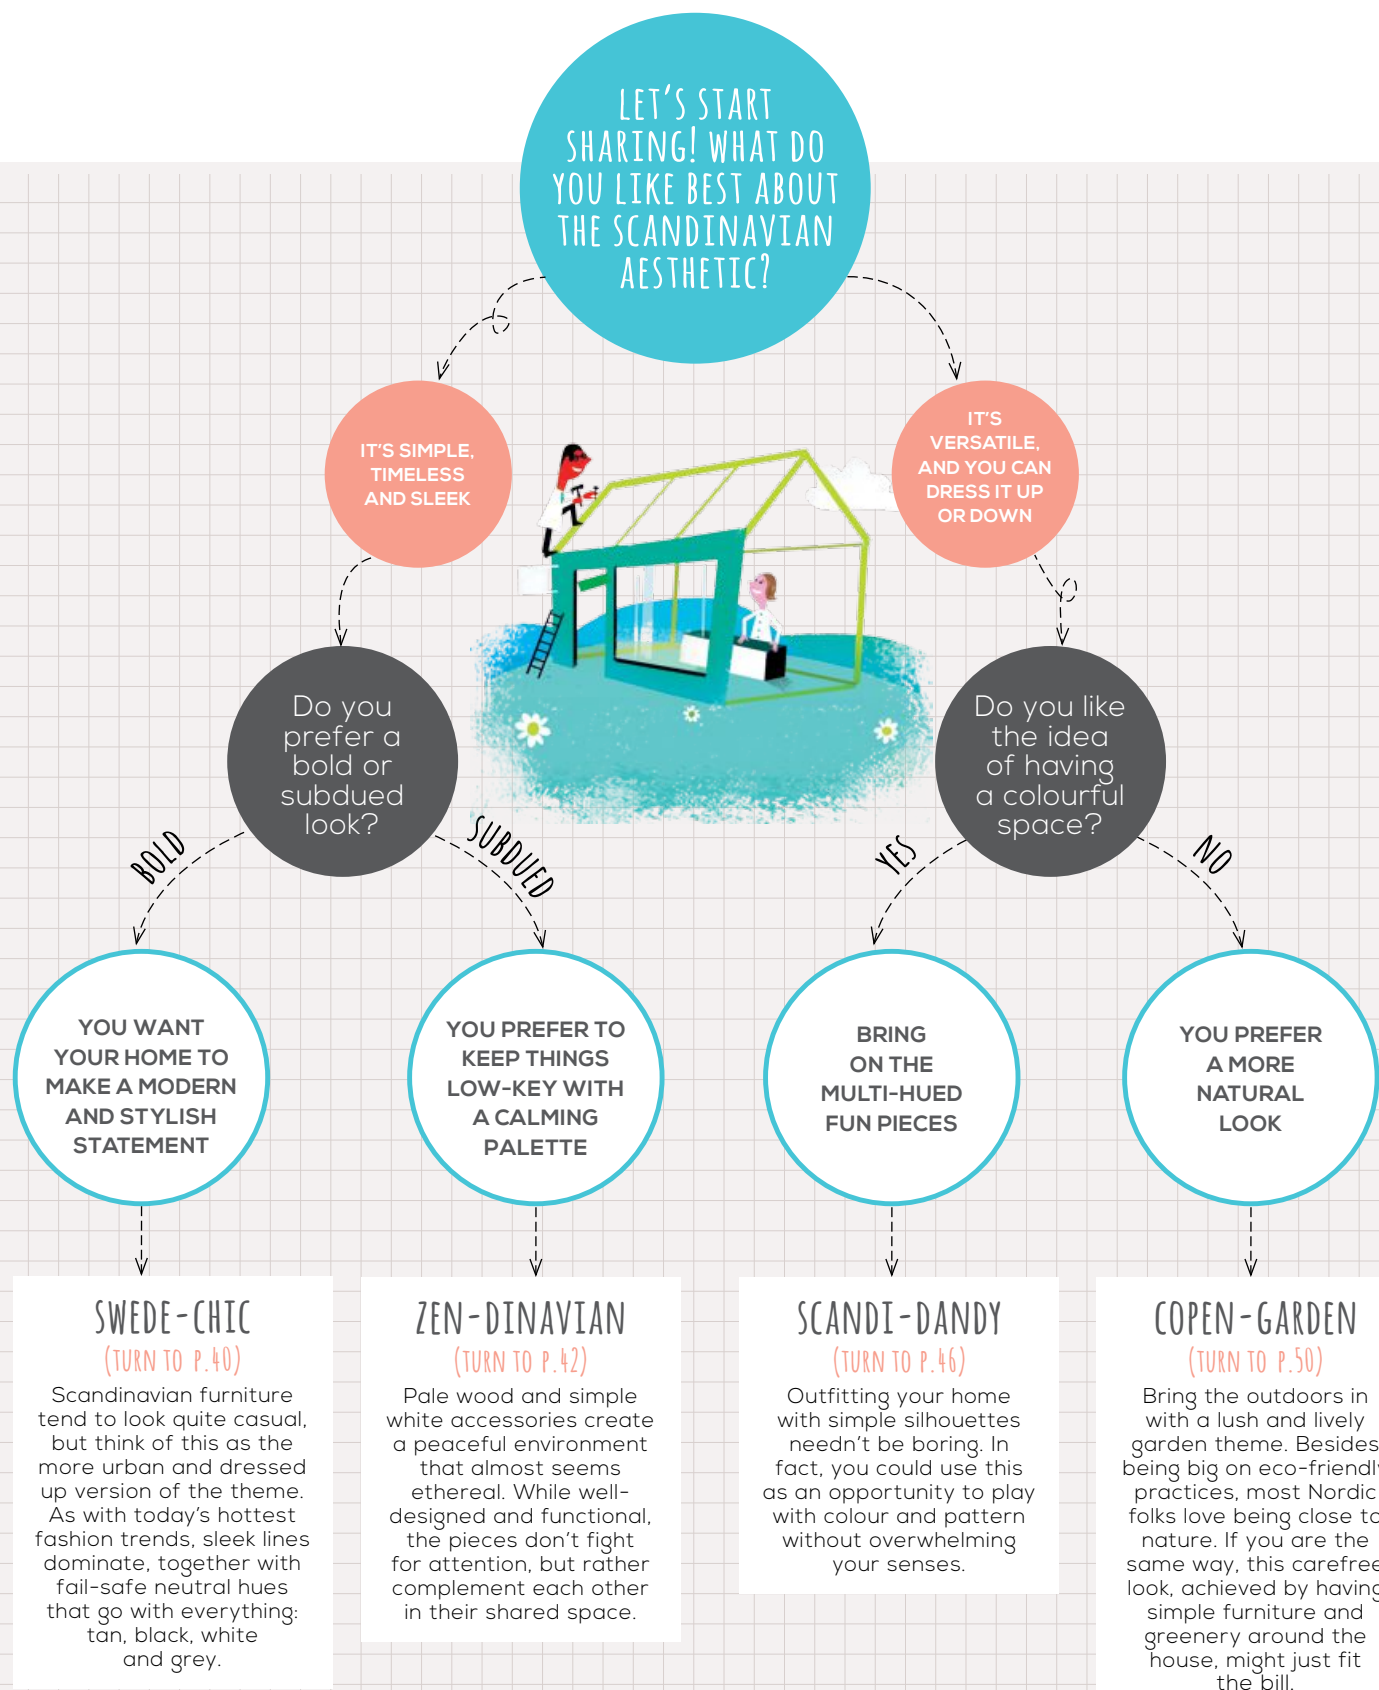 LET'S START
SHARING! WHAT DO
YOU LIKE BEST ABOUT
THE SCANDINAVIAN
AESTHETIC?
IT'S SIMPLE,
TIMELESS
AND SLEEK
IT'S
VERSATILE,
AND YOU CAN
DRESS IT UP
OR DOWN
Do you
prefer a
bold or
subdued
look?
Do you like
the idea
of having
a colourful
space?
BOLD
SUBDUED
YES
NO
YOU WANT
YOUR HOME TO
MAKE A MODERN
AND STYLISH
STATEMENT
YOU PREFER TO
KEEP THINGS
LOW-KEY WITH
A CALMING
PALETTE
BRING
ON THE
MULTI-HUED
FUN PIECES
YOU PREFER
A MORE
NATURAL
LOOK
SWEDE-CHIC
(TURN TO P.40)
Scandinavian furniture
tend to look quite casual,
but think of this as the
more urban and dressed
up version of the theme.
As with today's hottest
fashion trends, sleek lines
dominate, together with
fail-safe neutral hues
that go with everything:
tan, black, white
and grey.
ZEN-DINAVIAN
(TURN TO P.42)
Pale wood and simple
white accessories create
a peaceful environment
that almost seems
ethereal. While well-
designed and functional,
the pieces don't fight
for attention, but rather
complement each other
in their shared space.
SCANDI-DANDY
(TURN TO P.46)
Outfitting your home
with simple silhouettes
needn't be boring. In
fact, you could use this
as an opportunity to play
with colour and pattern
without overwhelming
your senses.
COPEN-GARDEN
(TURN TO P.50)
Bring the outdoors in
with a lush and lively
garden theme. Besides
being big on eco-friendly
practices, most Nordic
folks love being close to
nature. If you are the
same way, this carefree
look, achieved by having
simple furniture and
greenery around the
house, might just fit
the bill.